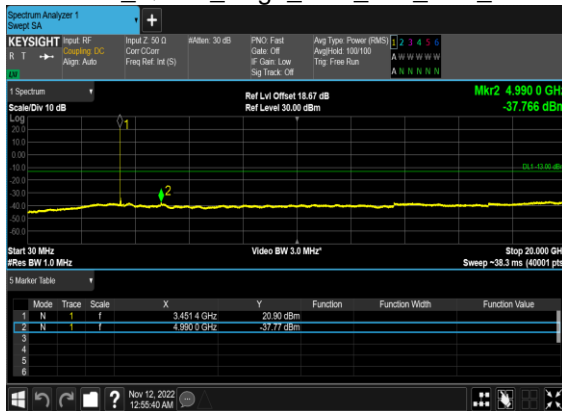 Spectrum Analyzer 1
Swept SA
+
KEYSIGHT Input: RF Input Z: 50 Ω #Atten: 30 dB PNO: Fast Avg Type: Power (RMS) 1 2 3 4 5 6
R T Coupling: DC Corr CCorr Gate: Off Avg|Hold: 100/100 A W W W W W
Align: Auto Freq Ref: Int (S) IF Gain: Low Trig: Free Run
Sig Track: Off A N N N N N
1 Spectrum Ref Lvl Offset 18.67 dB Mkr2 4.990 0 GHz
Scale/Div 10 dB Ref Level 30.00 dBm -37.766 dBm
Log
20.0
10.0
0.00
-10.0
-20.0
-30.0
-40.0
-50.0
-60.0
1
2
DL1 -13.00 dBm
Start 30 MHz Video BW 3.0 MHz* Stop 20.000 GHz
#Res BW 1.0 MHz Sweep ~38.3 ms (40001 pts)
5 Marker Table
Mode Trace Scale X Y Function Function Width Function Value
1 N 1 f 3.451 4 GHz 20.90 dBm
2 N 1 f 4.990 0 GHz -37.77 dBm
3
4
5
6
? Nov 12, 2022
12:55:40 AM